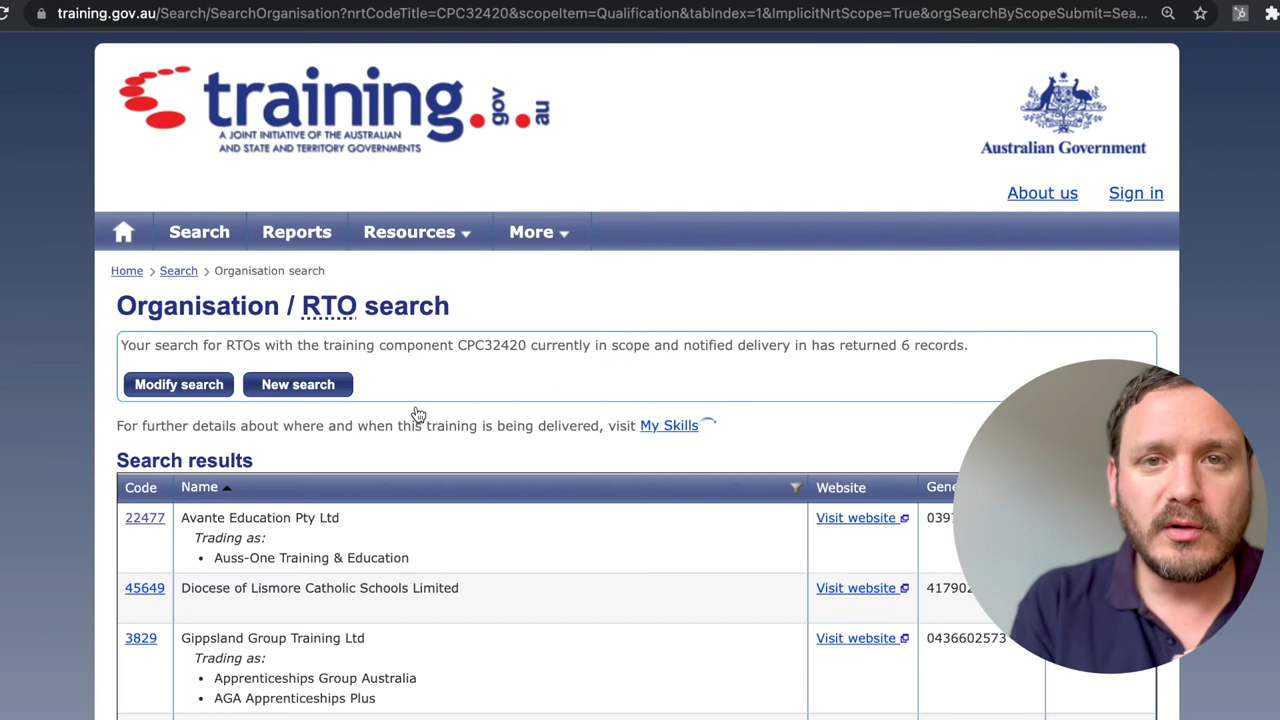 training.gov.au/Search/SearchOrganisation?nrtCodeTitle=CPC32420&scopeItem=Qualification&tabIndex=1&ImplicitNrtScope=True&orgSearchByScopeSubmit=Sea...
training.gov.au
A JOINT INITIATIVE OF THE AUSTRALIAN
AND STATE AND TERRITORY GOVERNMENTS
Australian Government
About us Sign in
Search Reports Resources More
Home > Search > Organisation search
Organisation / RTO search
Your search for RTOs with the training component CPC32420 currently in scope and notified delivery in has returned 6 records.
Modify search New search
For further details about where and when this training is being delivered, visit My Skills
Search results
Code Name Website Gene
22477 Avante Education Pty Ltd Visit website 0397
Trading as:
• Auss-One Training & Education
45649 Diocese of Lismore Catholic Schools Limited Visit website 41790
3829 Gippsland Group Training Ltd Visit website 0436602573
Trading as:
• Apprenticeships Group Australia
• AGA Apprenticeships Plus